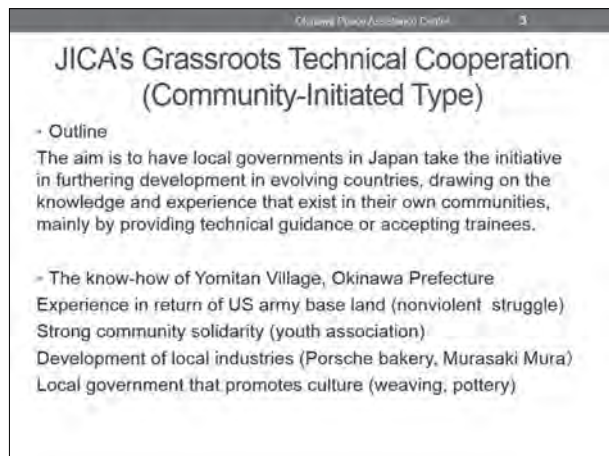 Okinawa Peace Assistance Centre 3
JICA's Grassroots Technical Cooperation
(Community-Initiated Type)
- Outline
The aim is to have local governments in Japan take the initiative
in furthering development in evolving countries, drawing on the
knowledge and experience that exist in their own communities,
mainly by providing technical guidance or accepting trainees.
- The know-how of Yomitan Village, Okinawa Prefecture
Experience in return of US army base land (nonviolent struggle)
Strong community solidarity (youth association)
Development of local industries (Porsche bakery, Murasaki Mura）
Local government that promotes culture (weaving, pottery)